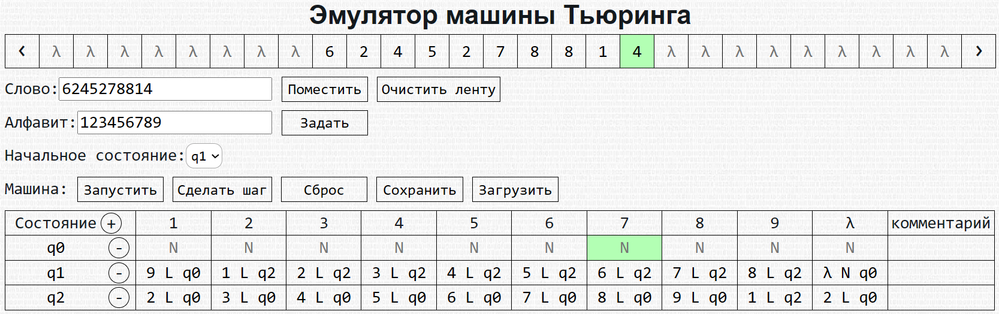 Эмулятор машины Тьюринга
< λ λ λ λ λ λ λ λ 6 2 4 5 2 7 8 8 1 4 λ λ λ λ λ λ λ λ λ >
Слово: 6245278814 Поместить Очистить ленту
Алфавит: 123456789 Задать
Начальное состояние: q1
Машина: Запустить Сделать шаг Сброс Сохранить Загрузить
Состояние + 1 2 3 4 5 6 7 8 9 λ комментарий
q0 - N N N N N N N N N N
q1 - 9 L q0 1 L q2 2 L q2 3 L q2 4 L q2 5 L q2 6 L q2 7 L q2 8 L q2 λ N q0
q2 - 2 L q0 3 L q0 4 L q0 5 L q0 6 L q0 7 L q0 8 L q0 9 L q0 1 L q2 2 L q0